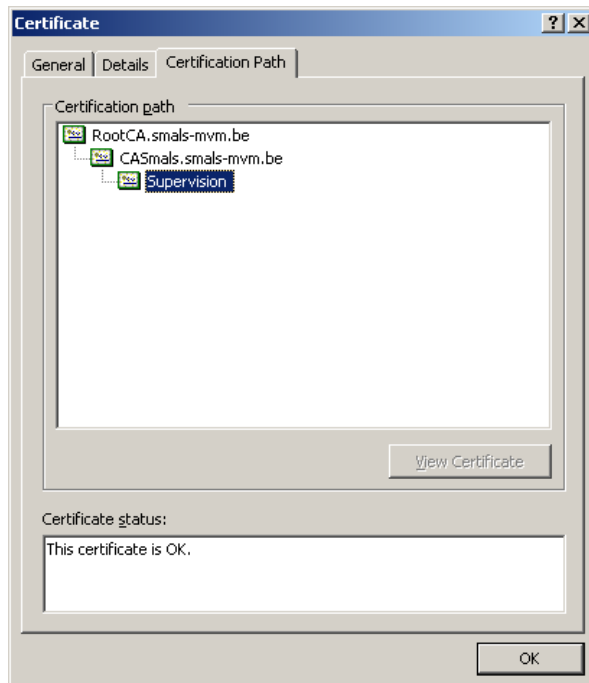 Certificate
General Details Certification Path
Certification path
RootCA.smals-mvm.be
CASmals.smals-mvm.be
Supervision
View Certificate
Certificate status:
This certificate is OK.
OK